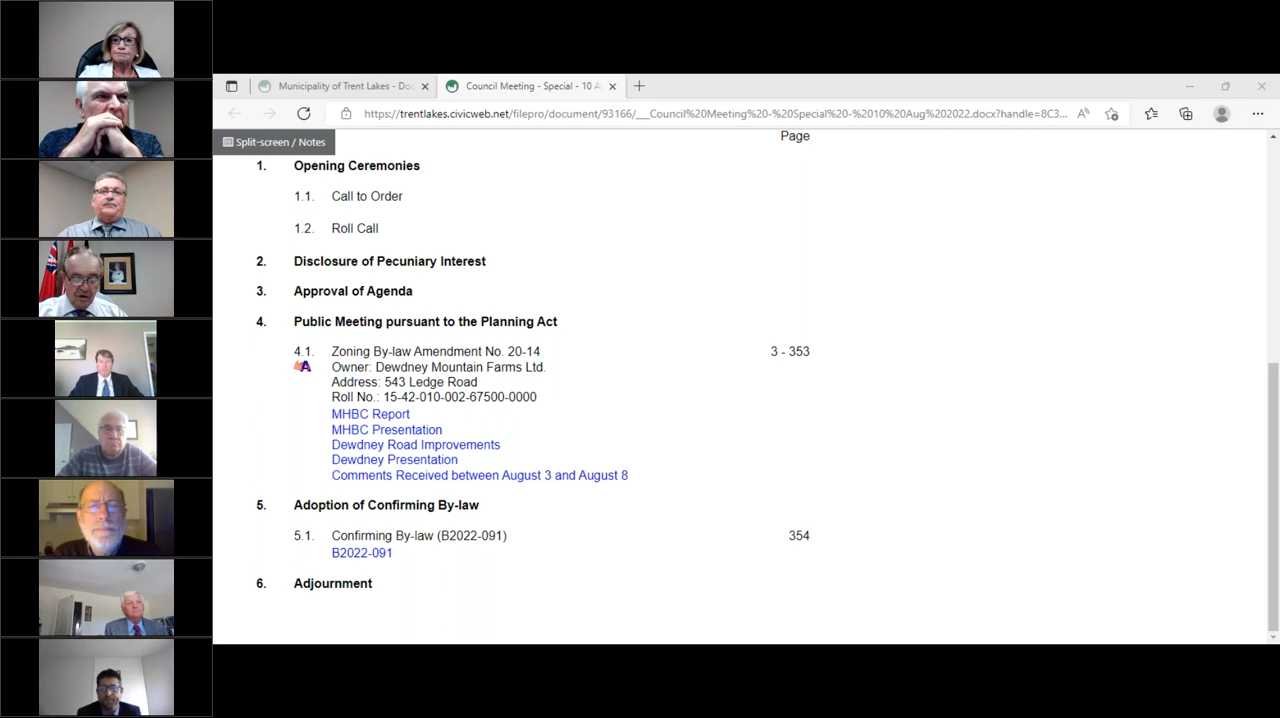 Municipality of Trent Lakes - Doc
Council Meeting - Special - 10 A
https://trentlakes.civicweb.net/filepro/document/93166/___Council%20Meeting%20-%20Special%20-%2010%20Aug%202022.docx?handle=8C3...
Split-screen / Notes
Page
1. Opening Ceremonies
1.1. Call to Order
1.2. Roll Call
2. Disclosure of Pecuniary Interest
3. Approval of Agenda
4. Public Meeting pursuant to the Planning Act
4.1. Zoning By-law Amendment No. 20-14 3 - 353
Owner: Dewdney Mountain Farms Ltd.
Address: 543 Ledge Road
Roll No.: 15-42-010-002-67500-0000
MHBC Report
MHBC Presentation
Dewdney Road Improvements
Dewdney Presentation
Comments Received between August 3 and August 8
5. Adoption of Confirming By-law
5.1. Confirming By-law (B2022-091) 354
B2022-091
6. Adjournment